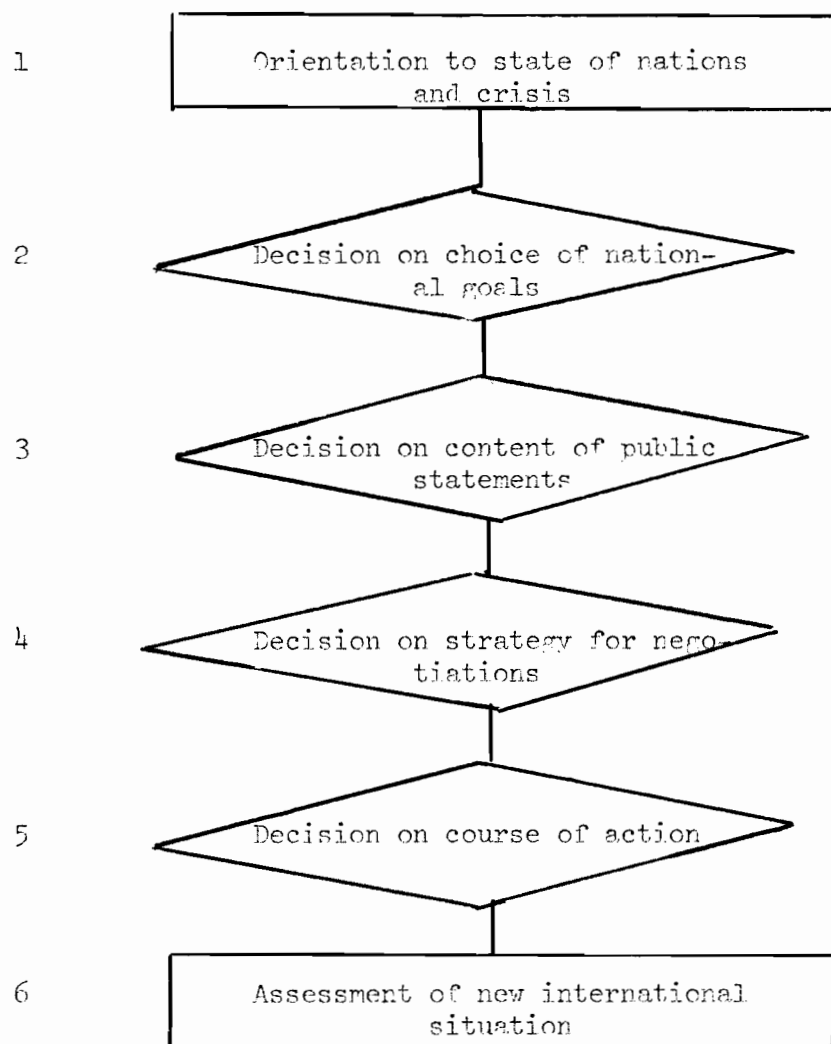 1 Orientation to state of nations
and crisis
2 Decision on choice of nation-
al goals
3 Decision on content of public
statements
4 Decision on strategy for nego-
tiations
5 Decision on course of action
6 Assessment of new international
situation